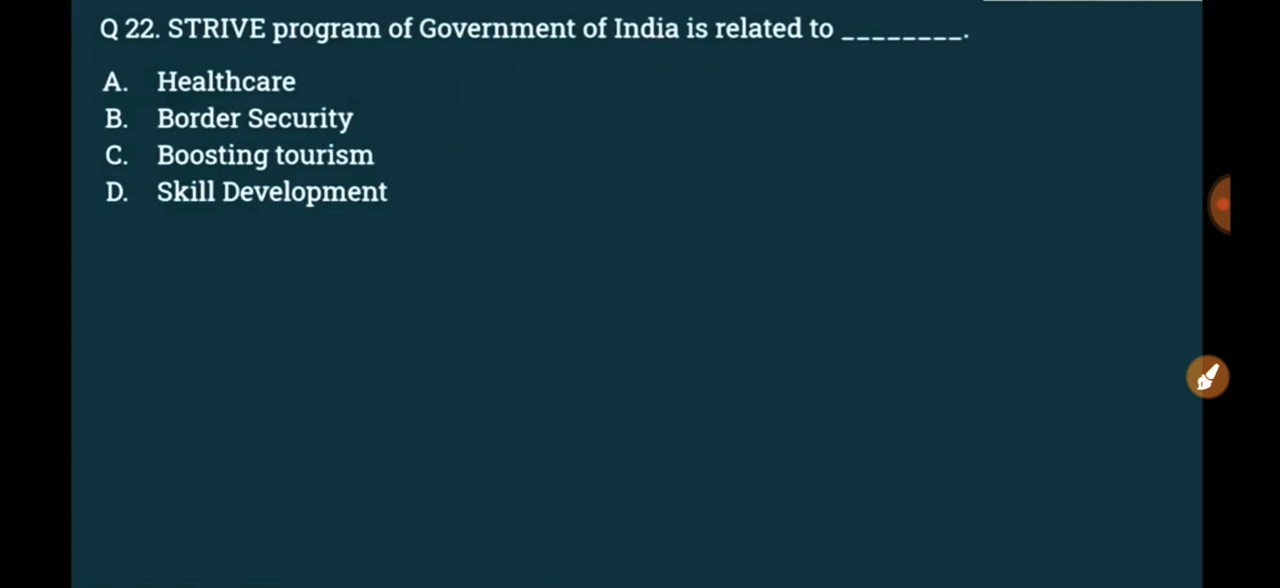 Q 22. STRIVE program of Government of India is related to ________.
A. Healthcare
B. Border Security
C. Boosting tourism
D. Skill Development